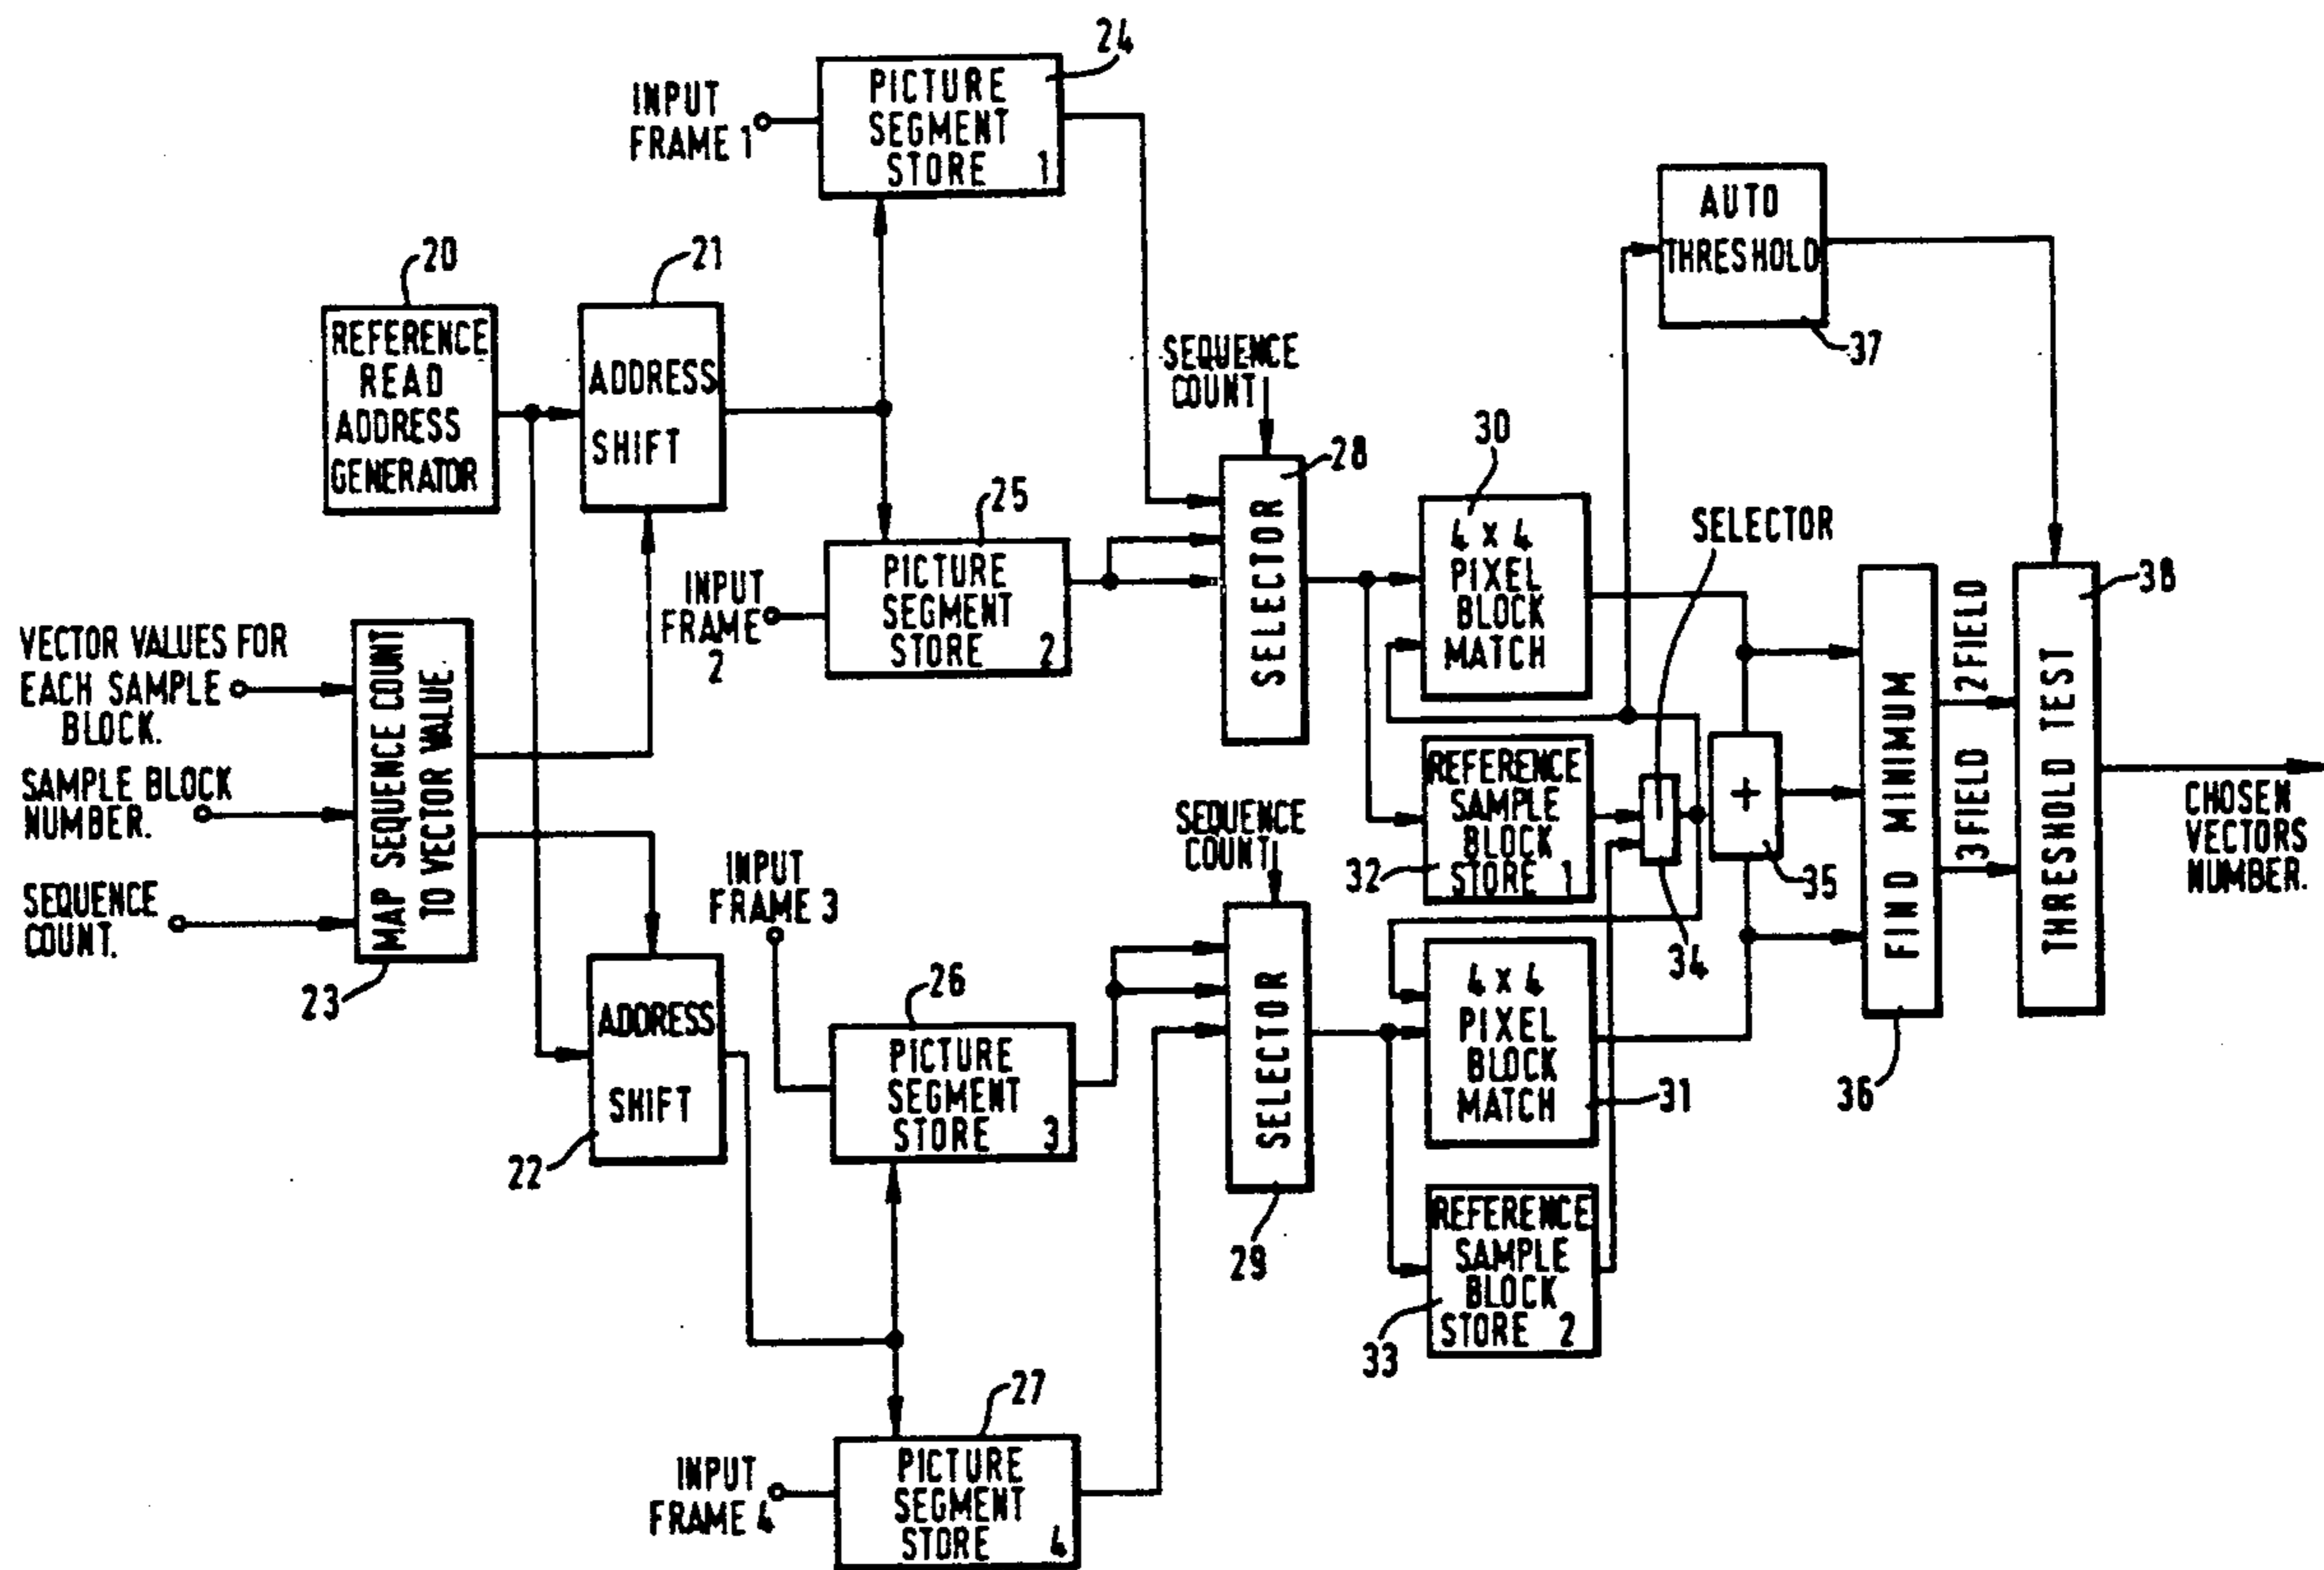 24
INPUT
FRAME 1
PICTURE
SEGMENT
STORE 1
20
21
REFERENCE
READ
ADDRESS
GENERATOR
ADDRESS
SHIFT
AUTO
THRESHOLD
37
SEQUENCE
COUNT
28
SELECTOR
25
INPUT
FRAME
2
PICTURE
SEGMENT
STORE 2
30
4 x 4
PIXEL
BLOCK
MATCH
SELECTOR
38
VECTOR VALUES FOR
EACH SAMPLE
BLOCK.
SAMPLE BLOCK
NUMBER.
SEQUENCE
COUNT.
MAP SEQUENCE COUNT
TO VECTOR VALUE.
23
REFERENCE
SAMPLE
BLOCK
STORE 1
32
34
+
35
FIND MINIMUM
36
2 FIELD
3 FIELD
THRESHOLD TEST
CHOSEN
VECTORS
NUMBER.
SEQUENCE
COUNT
INPUT
FRAME 3
ADDRESS
SHIFT
22
26
PICTURE
SEGMENT
STORE 3
SELECTOR
29
4 x 4
PIXEL
BLOCK
MATCH
31
REFERENCE
SAMPLE
BLOCK
STORE 2
33
27
INPUT
FRAME 4
PICTURE
SEGMENT
STORE 4